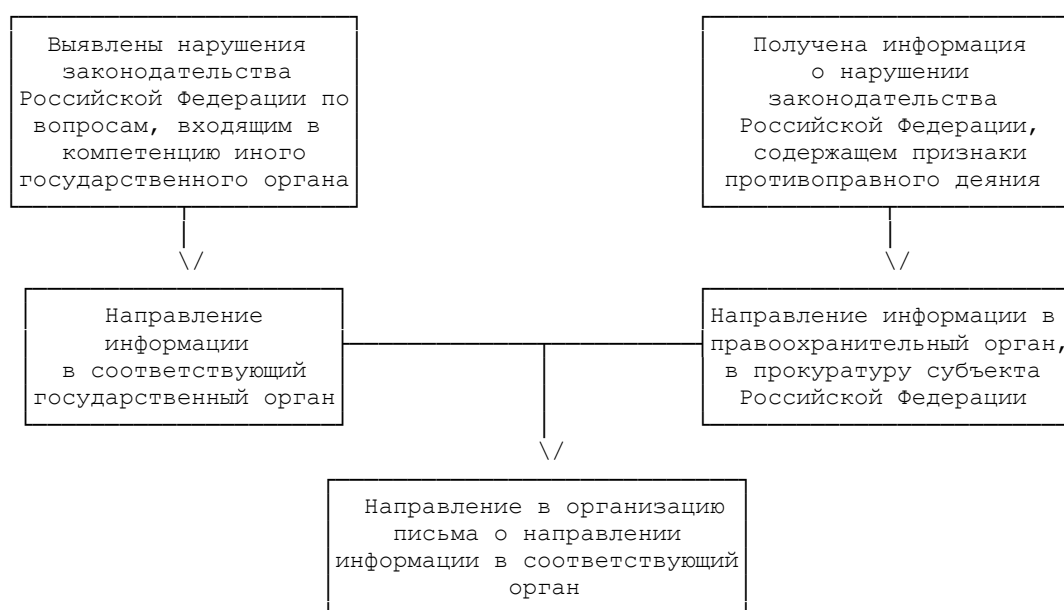 Выявлены нарушения
законодательства
Российской Федерации по
вопросам, входящим в
компетенцию иного
государственного органа
Получена информация
о нарушении
законодательства
Российской Федерации,
содержащем признаки
противоправного деяния
Направление
информации
в соответствующий
государственный орган
Направление информации в
правоохранительный орган,
в прокуратуру субъекта
Российской Федерации
Направление в организацию
письма о направлении
информации в соответствующий
орган